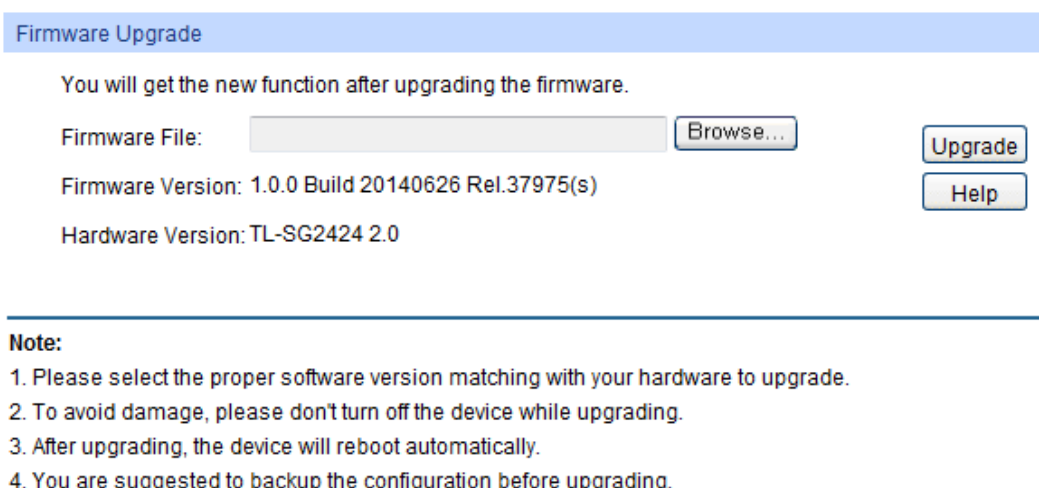 Firmware Upgrade
You will get the new function after upgrading the firmware.
Firmware File: Browse...
Upgrade
Firmware Version: 1.0.0 Build 20140626 Rel.37975(s)
Help
Hardware Version: TL-SG2424 2.0
Note:
1. Please select the proper software version matching with your hardware to upgrade.
2. To avoid damage, please don't turn off the device while upgrading.
3. After upgrading, the device will reboot automatically.
4. You are suggested to backup the configuration before upgrading.